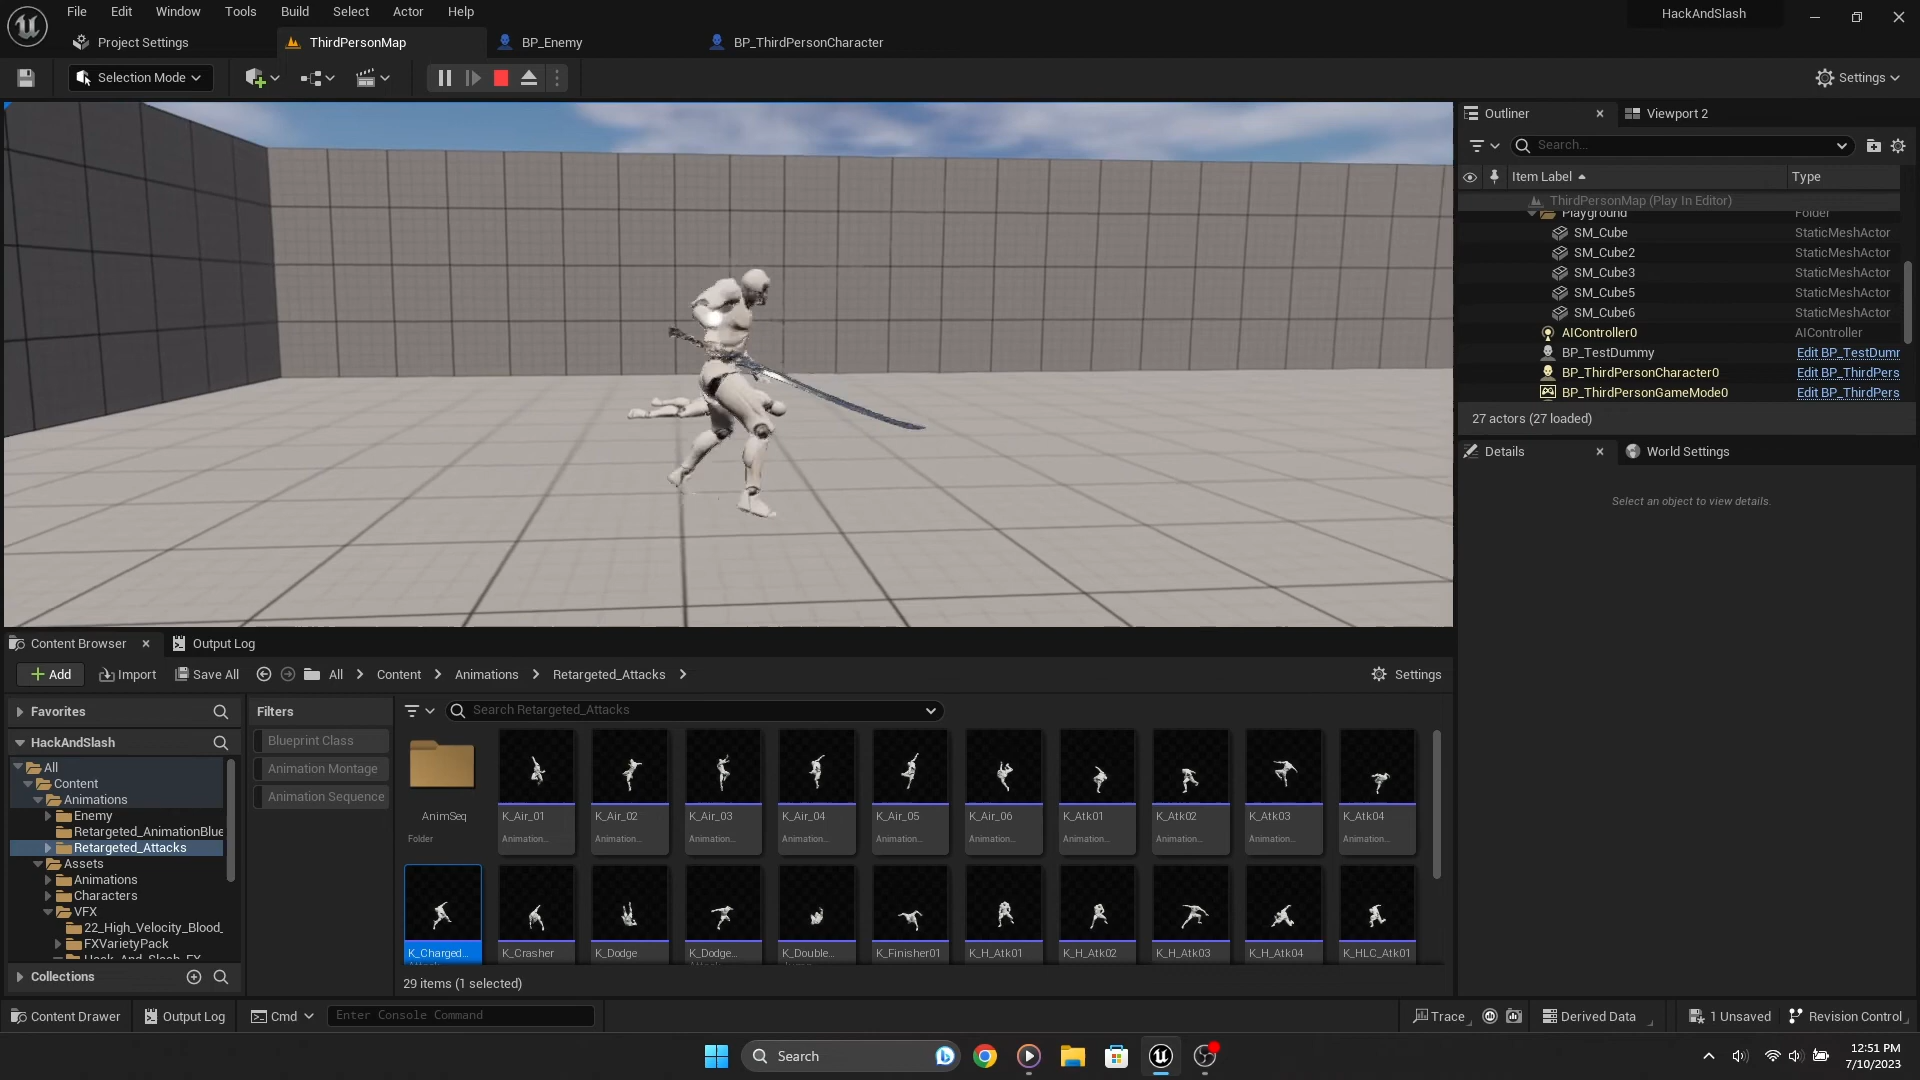 File Edit Window Tools Build Select Actor Help
HackAndSlash
Project Settings
ThirdPersonMap
BP_Enemy
BP_ThirdPersonCharacter
Selection Mode
Settings
Outliner
Viewport 2
Search...
Item Label
Type
ThirdPersonMap (Play In Editor)
Playground Folder
SM_Cube StaticMeshActor
SM_Cube2 StaticMeshActor
SM_Cube3 StaticMeshActor
SM_Cube5 StaticMeshActor
SM_Cube6 StaticMeshActor
AIController0 AIController
BP_TestDummy Edit BP_TestDumr
BP_ThirdPersonCharacter0 Edit BP_ThirdPers
BP_ThirdPersonGameMode0 Edit BP_ThirdPers
27 actors (27 loaded)
Details
World Settings
Select an object to view details.
Content Browser
Output Log
Add
Import
Save All
All
Content
Animations
Retargeted_Attacks
Settings
Favorites
HackAndSlash
All
Content
Animations
Enemy
Retargeted_AnimationBlue
Retargeted_Attacks
Assets
Animations
Characters
VFX
22_High_Velocity_Blood_
FXVarietyPack
Hack_And_Slash_FX
Collections
Filters
Blueprint Class
Animation Montage
Animation Sequence
Search Retargeted_Attacks
AnimSeq K_Air_01 K_Air_02 K_Air_03 K_Air_04 K_Air_05 K_Air_06 K_Atk01 K_Atk02 K_Atk03 K_Atk04
Folder Animation... Animation... Animation... Animation... Animation... Animation... Animation... Animation... Animation... Animation...
K_Charged... K_Crasher K_Dodge K_Dodge... K_Double... K_Finisher01 K_H_Atk01 K_H_Atk02 K_H_Atk03 K_H_Atk04 K_HLC_Atk01
29 items (1 selected)
Content Drawer
Output Log
Cmd
Enter Console Command
Trace
Derived Data
1 Unsaved
Revision Control
Search
12:51 PM
7/10/2023